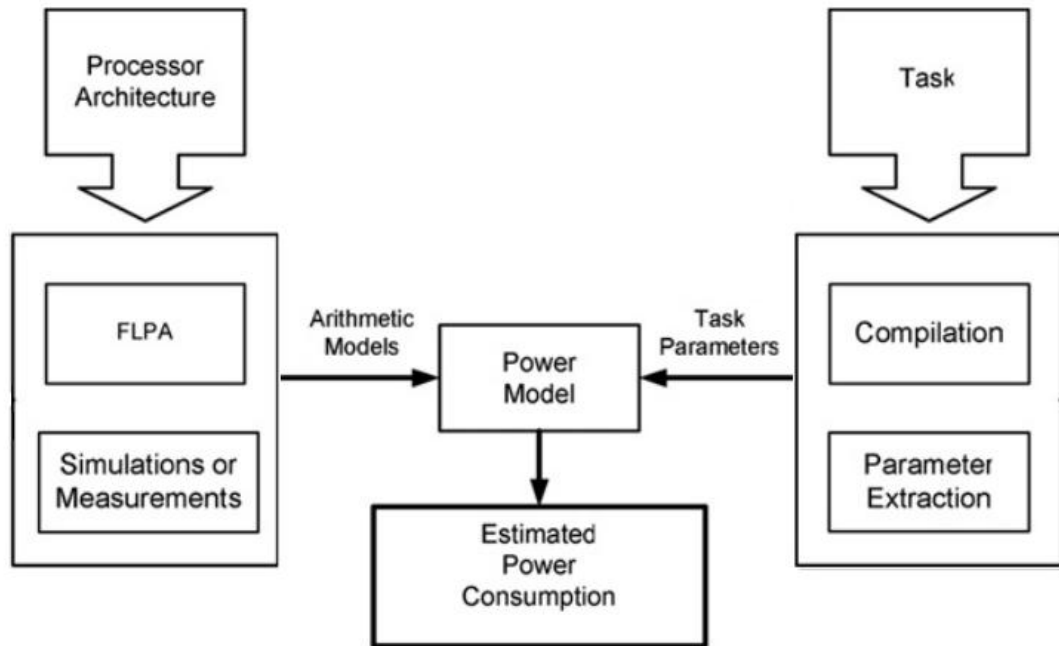 Processor
Architecture
Task
FLPA
Simulations or
Measurements
Arithmetic
Models
Power
Model
Task
Parameters
Compilation
Parameter
Extraction
Estimated
Power
Consumption